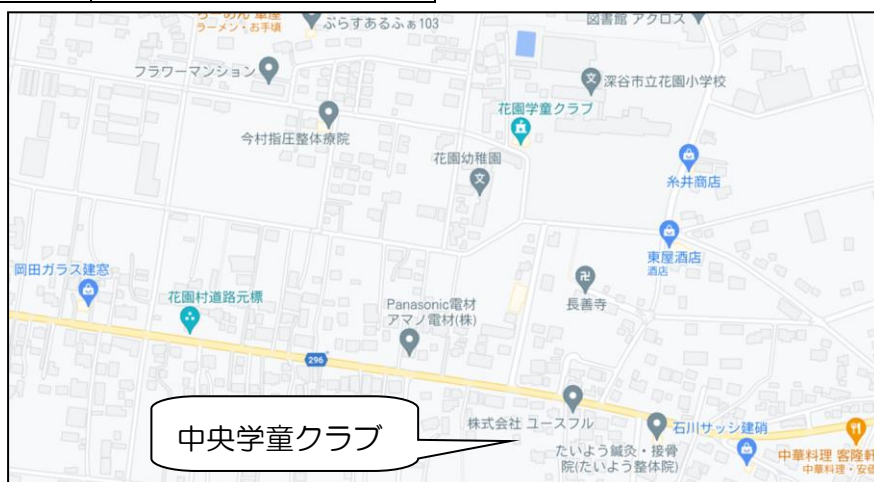 ラーメン・お手頃
ぷらすあるふぁ103
図書館 アクロス
フラワーマンション
深谷市立花園小学校
花園学童クラブ
今村指圧整体療院
花園幼稚園
糸井商店
東屋酒店
酒店
岡田ガラス建窓
花園村道路元標
長善寺
Panasonic電材
アマノ電材(株)
296
中央学童クラブ
株式会社 ユースフル
石川サッシ建硝
たいよう鍼灸・接骨
院(たいよう整体院)
中華料理 客隆軒
中華料理・安価